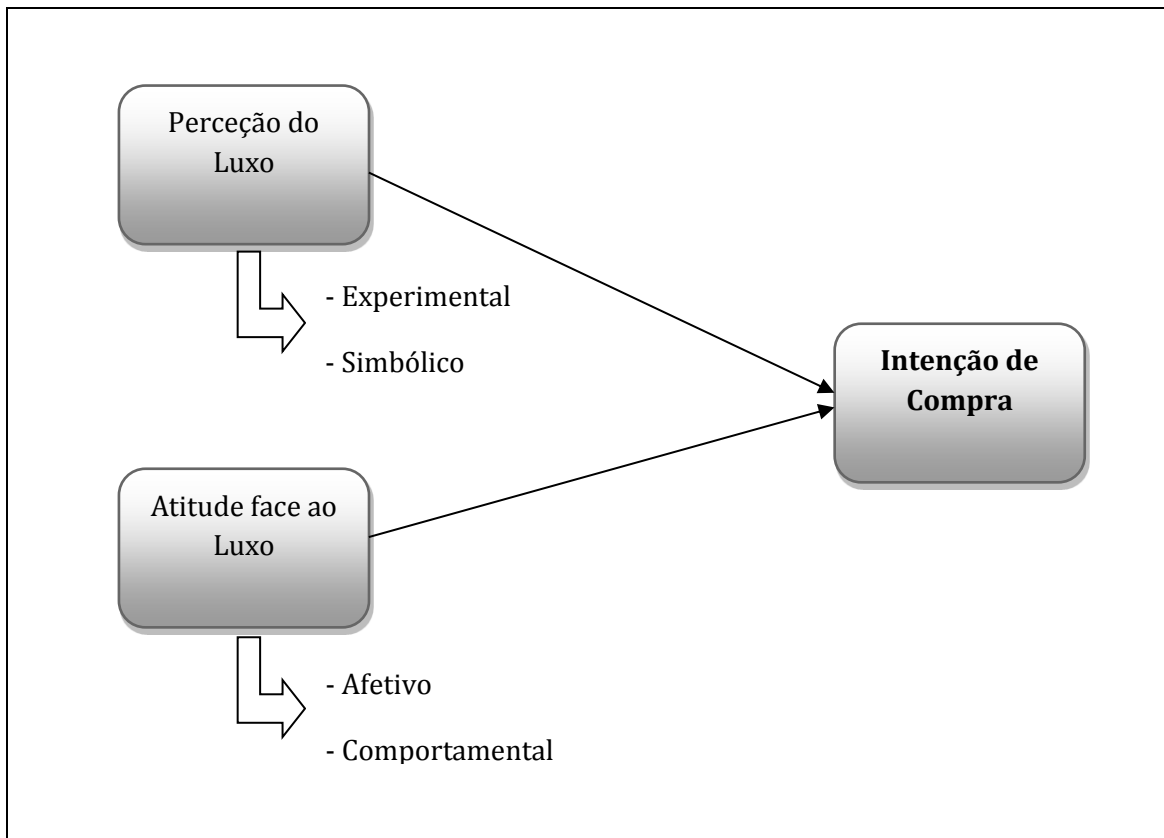 Perceção do
Luxo
- Experimental
- Simbólico
Intenção de
Compra
Atitude face ao
Luxo
- Afetivo
- Comportamental